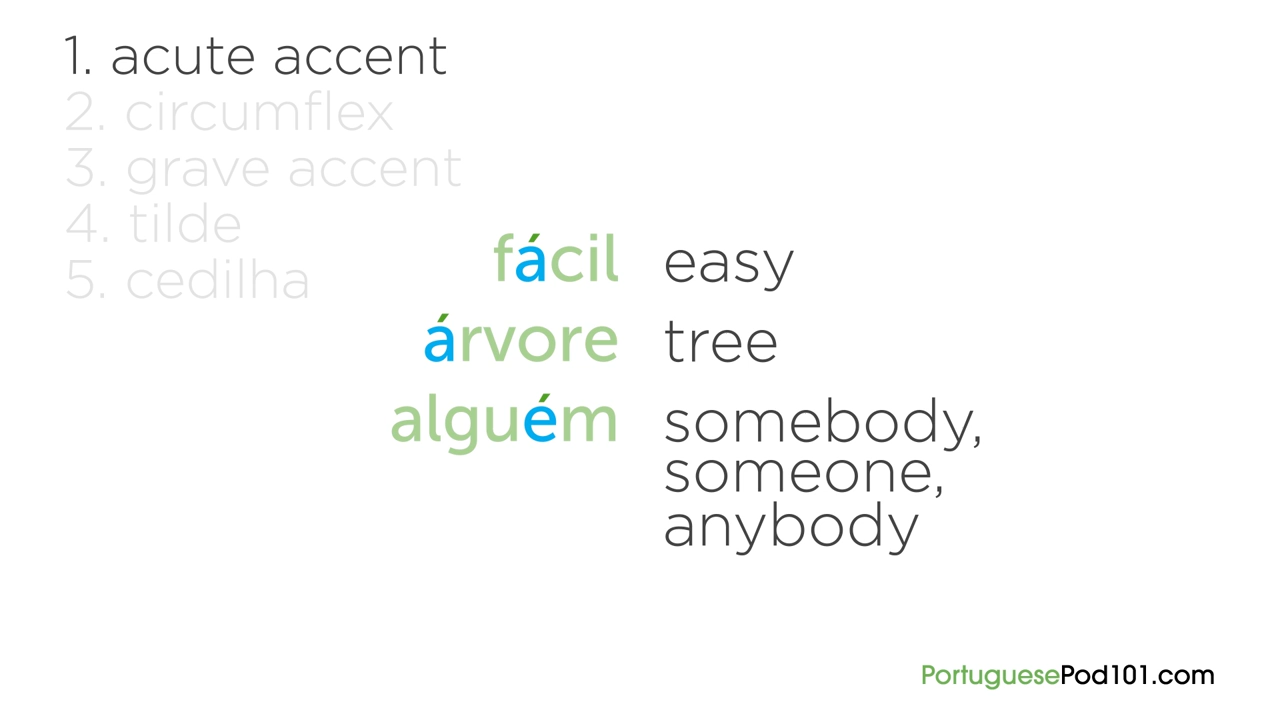 1. acute accent
2. circumflex
3. grave accent
4. tilde
5. cedilha
fácil easy
árvore tree
alguém somebody,
someone,
anybody
PortuguesePod101.com